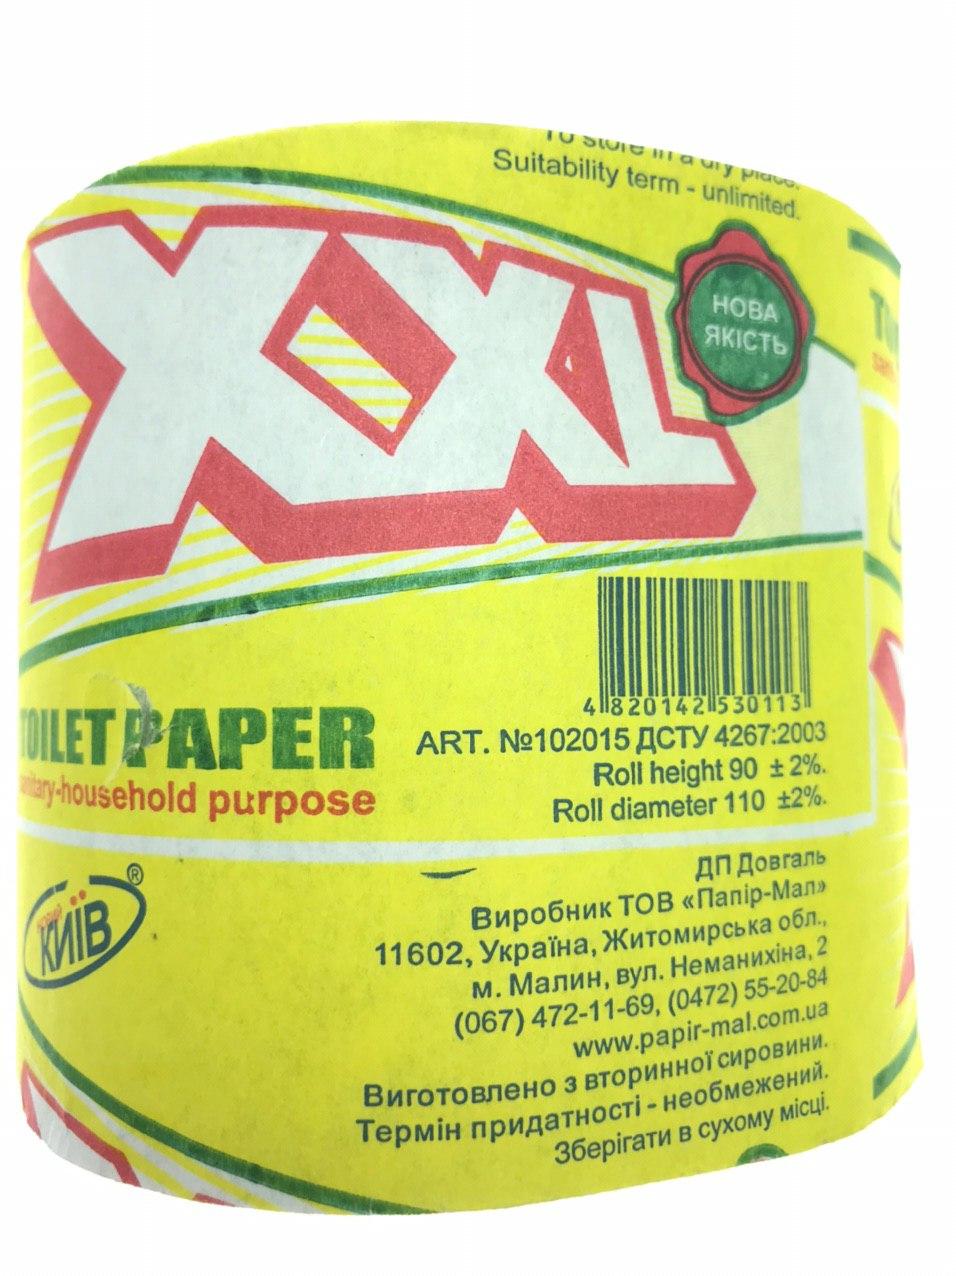 To store in a dry place.
Suitability term - unlimited.
XXL
НОВА
ЯКІСТЬ
4 820142 530113
TOILET PAPER
sanitary-household purpose
ART. №102015 ДСТУ 4267:2003
Roll height 90 ± 2%.
Roll diameter 110 ±2%.
КИЇВ ®
ДП Довгаль
Виробник ТОВ «Папір-Мал»
11602, Україна, Житомирська обл.,
м. Малин, вул. Неманихіна, 2
(067) 472-11-69, (0472) 55-20-84
www.papir-mal.com.ua
Виготовлено з вторинної сировини.
Термін придатності - необмежений.
Зберігати в сухому місці.